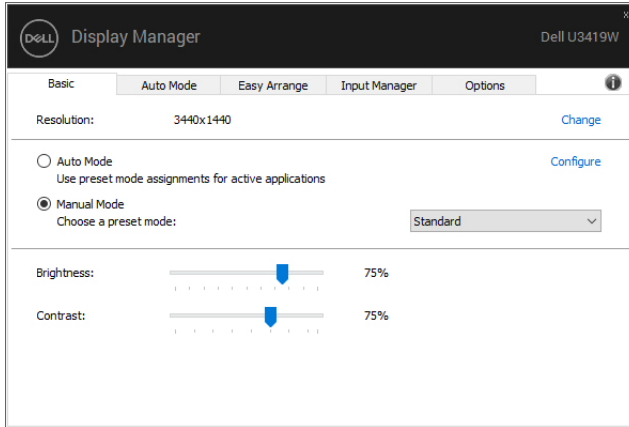 DELL Display Manager Dell U3419W
x
Basic Auto Mode Easy Arrange Input Manager Options i
Resolution: 3440x1440 Change
Auto Mode Configure
Use preset mode assignments for active applications
Manual Mode
Choose a preset mode: Standard
Brightness: 75%
Contrast: 75%